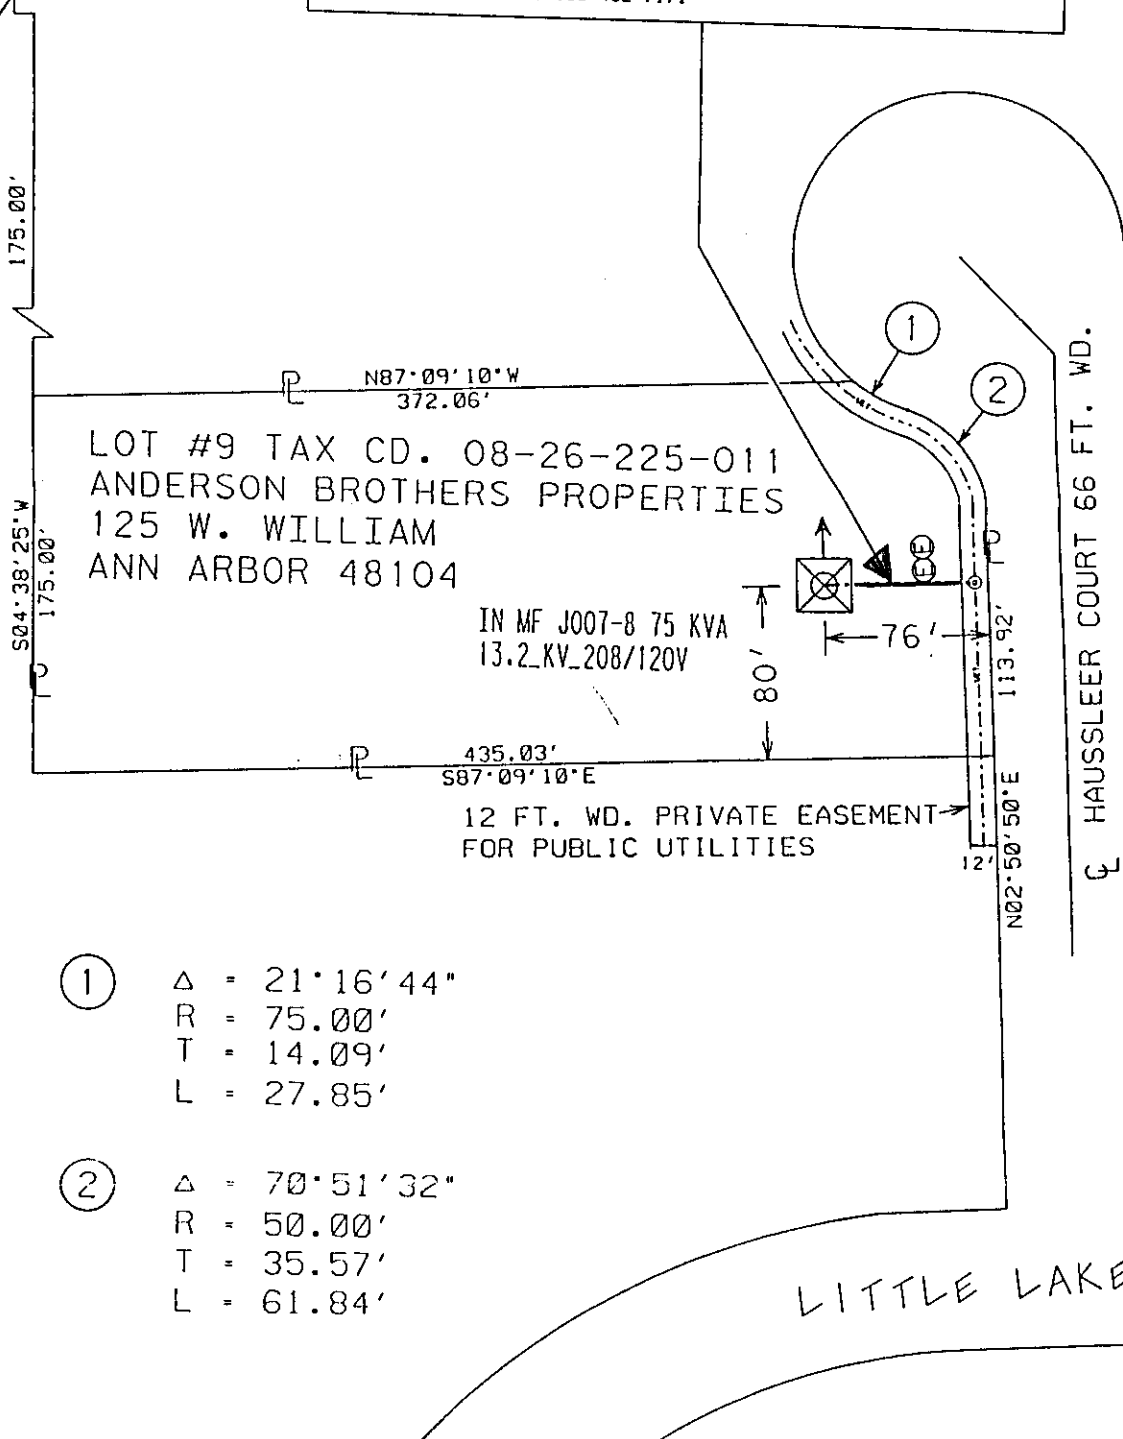 175.00'
N87°09'10"W
372.06'
LOT #9 TAX CD. 08-26-225-011
ANDERSON BROTHERS PROPERTIES
125 W. WILLIAM
ANN ARBOR 48104
S04°38'25"W
175.00'
1
2
E
E
IN MF J007-8 75 KVA
13.2_KV_208/120V
76'
80'
113.92'
HAUSSLEER COURT 66 FT. WD.
435.03'
S87°09'10"E
12 FT. WD. PRIVATE EASEMENT
FOR PUBLIC UTILITIES
12'
N02°50'50"E
1
Δ = 21°16'44"
R = 75.00'
T = 14.09'
L = 27.85'
2
Δ = 70°51'32"
R = 50.00'
T = 35.57'
L = 61.84'
LITTLE LAKE